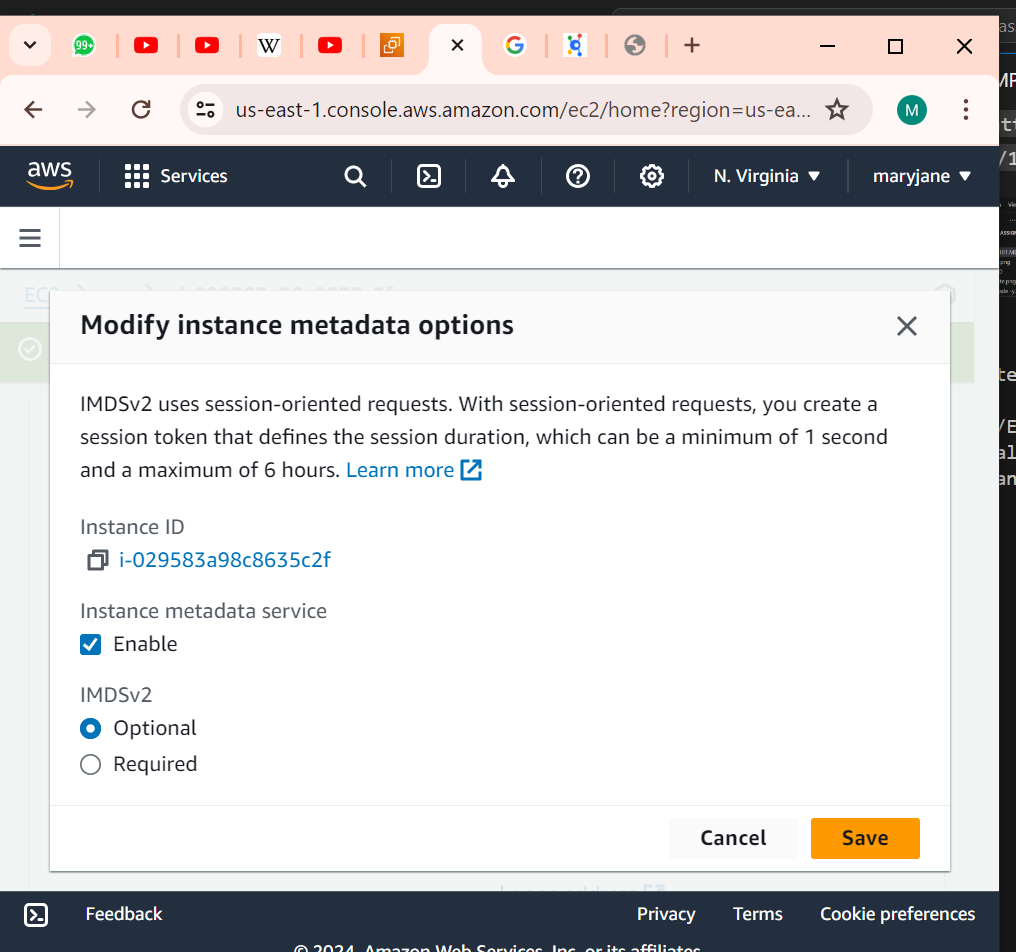 99+
W
G
us-east-1.console.aws.amazon.com/ec2/home?region=us-ea...
M
aws
Services
N. Virginia
maryjane
Modify instance metadata options
IMDSv2 uses session-oriented requests. With session-oriented requests, you create a
session token that defines the session duration, which can be a minimum of 1 second
and a maximum of 6 hours. Learn more
Instance ID
i-029583a98c8635c2f
Instance metadata service
Enable
IMDSv2
Optional
Required
Cancel Save
Feedback
Privacy Terms Cookie preferences
© 2024, Amazon Web Services, Inc. or its affiliates.